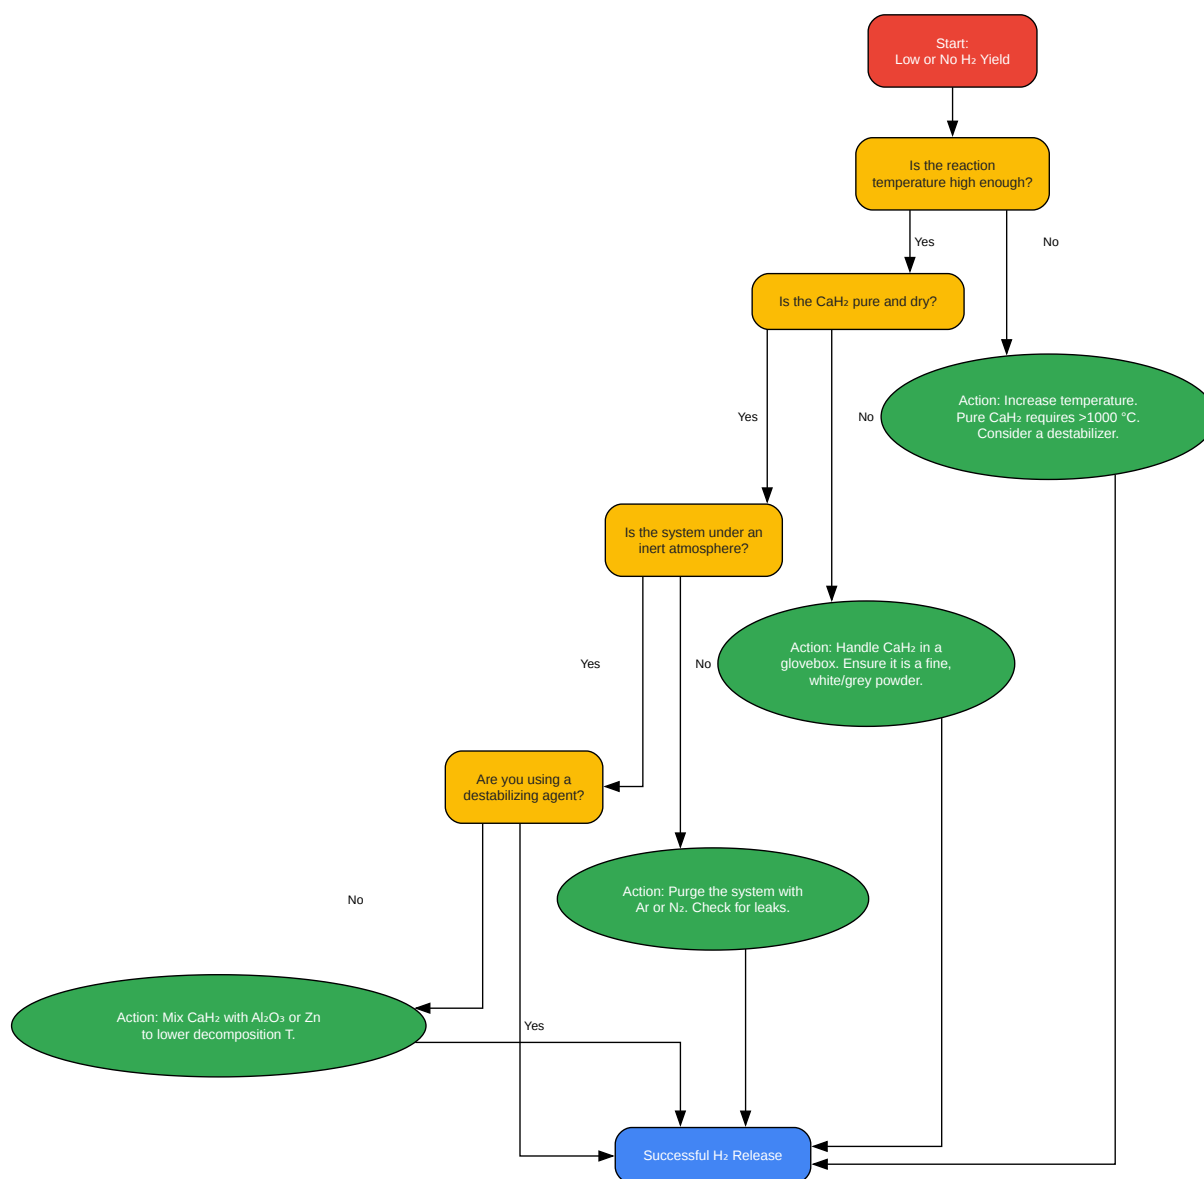 Start:
Low or No H₂ Yield
Is the reaction
temperature high enough?
Yes
No
Is the CaH₂ pure and dry?
Action: Increase temperature.
Pure CaH₂ requires >1000 °C.
Consider a destabilizer.
Yes
No
Is the system under an
inert atmosphere?
Action: Handle CaH₂ in a
glovebox. Ensure it is a fine,
white/grey powder.
Yes
No
Are you using a
destabilizing agent?
Action: Purge the system with
Ar or N₂. Check for leaks.
No
Action: Mix CaH₂ with Al₂O₃ or Zn
to lower decomposition T.
Yes
Successful H₂ Release